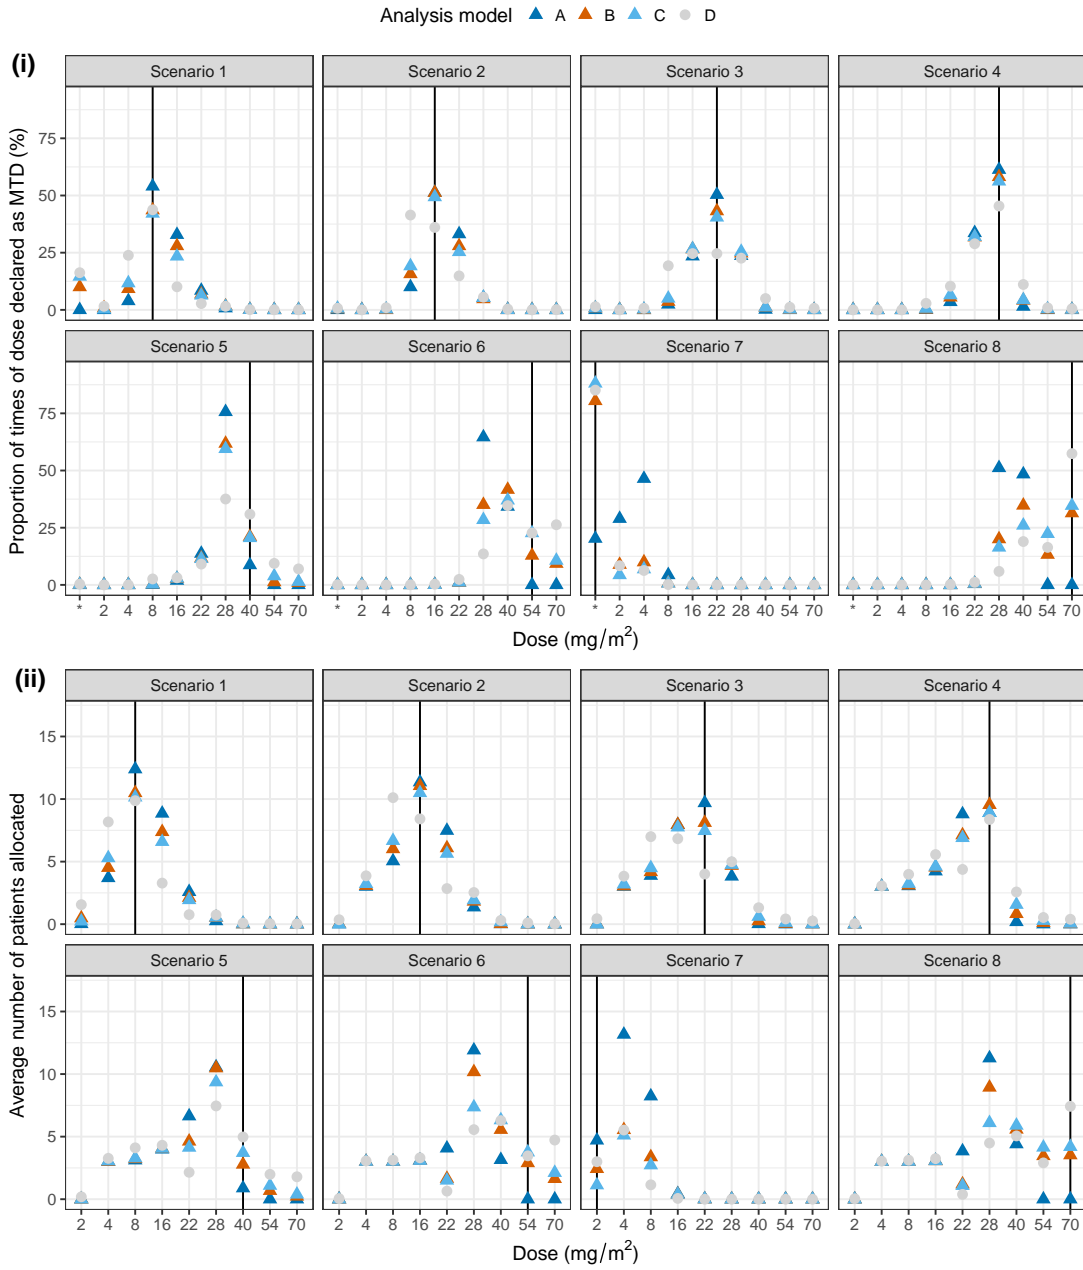 Analysis model A B C D
(i)
Proportion of times of dose declared as MTD (%)
Scenario 1 Scenario 2 Scenario 3 Scenario 4
75
50
25
0
Scenario 5 Scenario 6 Scenario 7 Scenario 8
75
50
25
0
* 2 4 8 16 22 28 40 54 70 * 2 4 8 16 22 28 40 54 70 * 2 4 8 16 22 28 40 54 70 * 2 4 8 16 22 28 40 54 70
Dose (mg/m²)
(ii)
Average number of patients allocated
Scenario 1 Scenario 2 Scenario 3 Scenario 4
15
10
5
0
Scenario 5 Scenario 6 Scenario 7 Scenario 8
15
10
5
0
2 4 8 16 22 28 40 54 70 2 4 8 16 22 28 40 54 70 2 4 8 16 22 28 40 54 70 2 4 8 16 22 28 40 54 70
Dose (mg/m²)